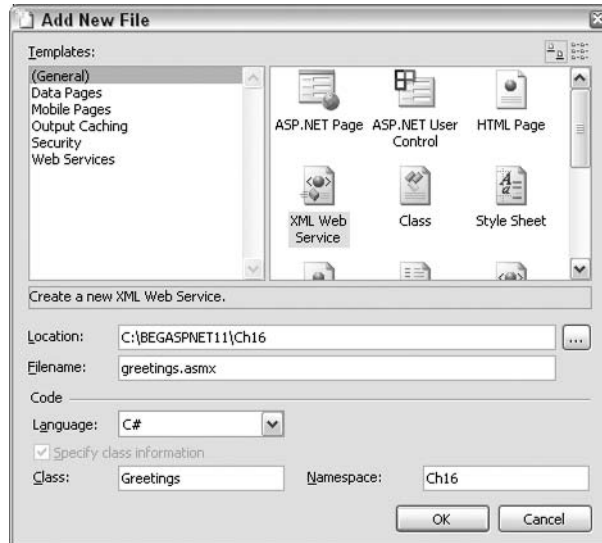 Add New File
Templates:
(General)
Data Pages
Mobile Pages
Output Caching
Security
Web Services
ASP.NET Page
ASP.NET User Control
HTML Page
XML Web Service
Class
Style Sheet
Create a new XML Web Service.
Location: C:\BEGASPNET11\Ch16 ...
Filename: greetings.asmx
Code
Language: C#
Specify class information
Class: Greetings Namespace: Ch16
OK Cancel